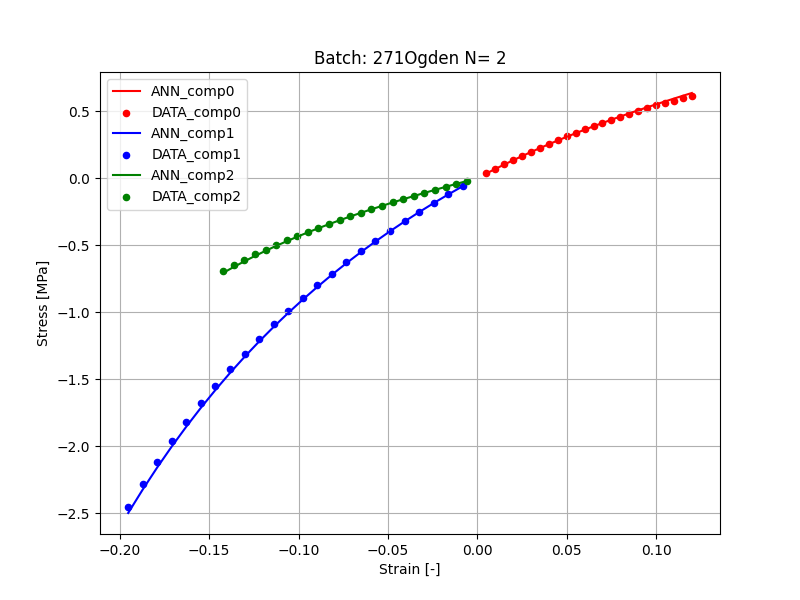 Batch: 271Ogden N= 2
ANN_comp0
DATA_comp0
ANN_comp1
DATA_comp1
ANN_comp2
DATA_comp2
0.5
0.0
−0.5
−1.0
−1.5
−2.0
−2.5
Stress [MPa]
−0.20 −0.15 −0.10 −0.05 0.00 0.05 0.10
Strain [-]